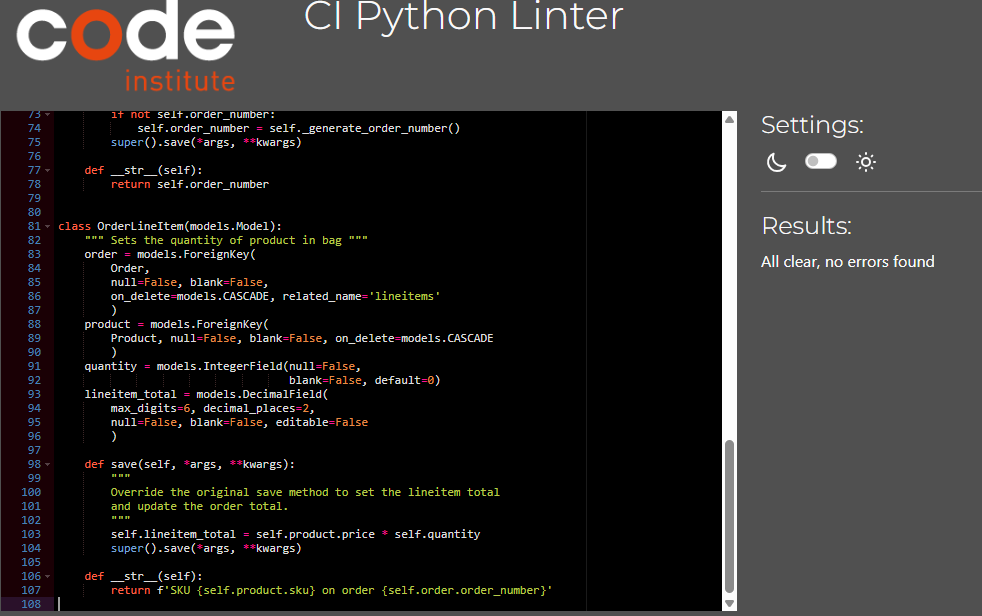 code
institute
CI Python Linter
73 if not self.order_number:
74 self.order_number = self._generate_order_number()
75 super().save(*args, **kwargs)
76
77 def __str__(self):
78 return self.order_number
79
80
81 class OrderLineItem(models.Model):
82 """ Sets the quantity of product in bag """
83 order = models.ForeignKey(
84 Order,
85 null=False, blank=False,
86 on_delete=models.CASCADE, related_name='lineitems'
87 )
88 product = models.ForeignKey(
89 Product, null=False, blank=False, on_delete=models.CASCADE
90 )
91 quantity = models.IntegerField(null=False,
92 blank=False, default=0)
93 lineitem_total = models.DecimalField(
94 max_digits=6, decimal_places=2,
95 null=False, blank=False, editable=False
96 )
97
98 def save(self, *args, **kwargs):
99 """
100 Override the original save method to set the lineitem total
101 and update the order total.
102 """
103 self.lineitem_total = self.product.price * self.quantity
104 super().save(*args, **kwargs)
105
106 def __str__(self):
107 return f'SKU {self.product.sku} on order {self.order.order_number}'
108
Settings:
Results:
All clear, no errors found